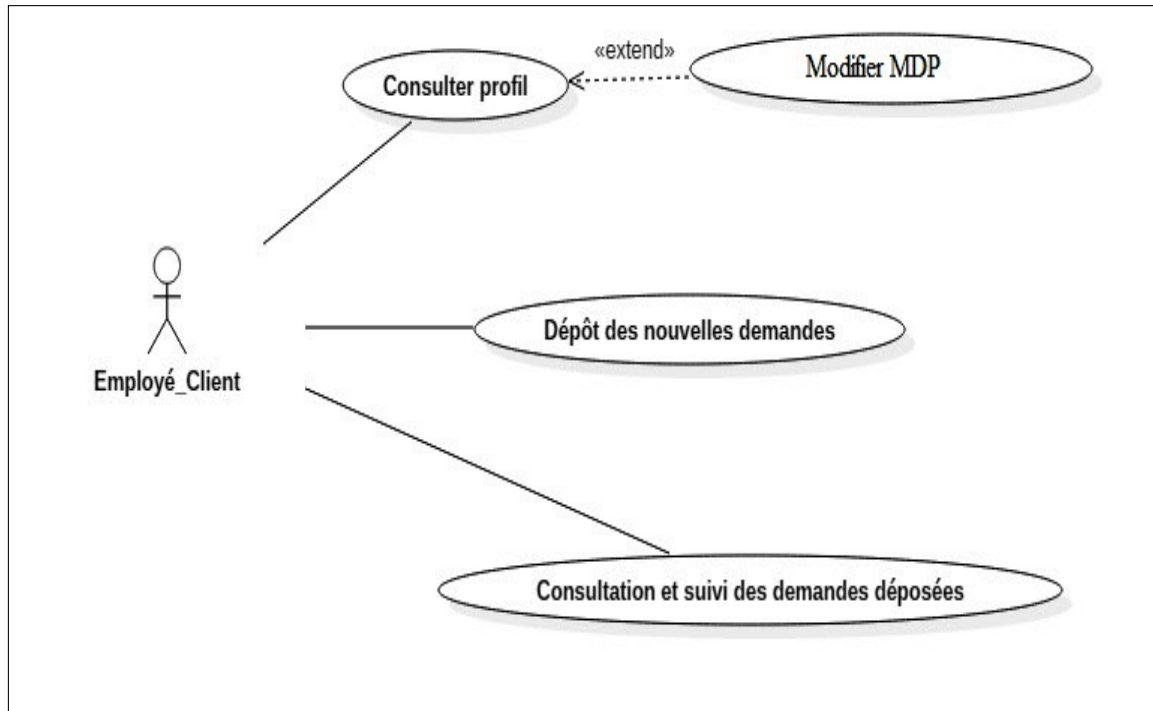 «extend»
Modifier MDP
Consulter profil
Dépôt des nouvelles demandes
Employé_Client
Consultation et suivi des demandes déposées